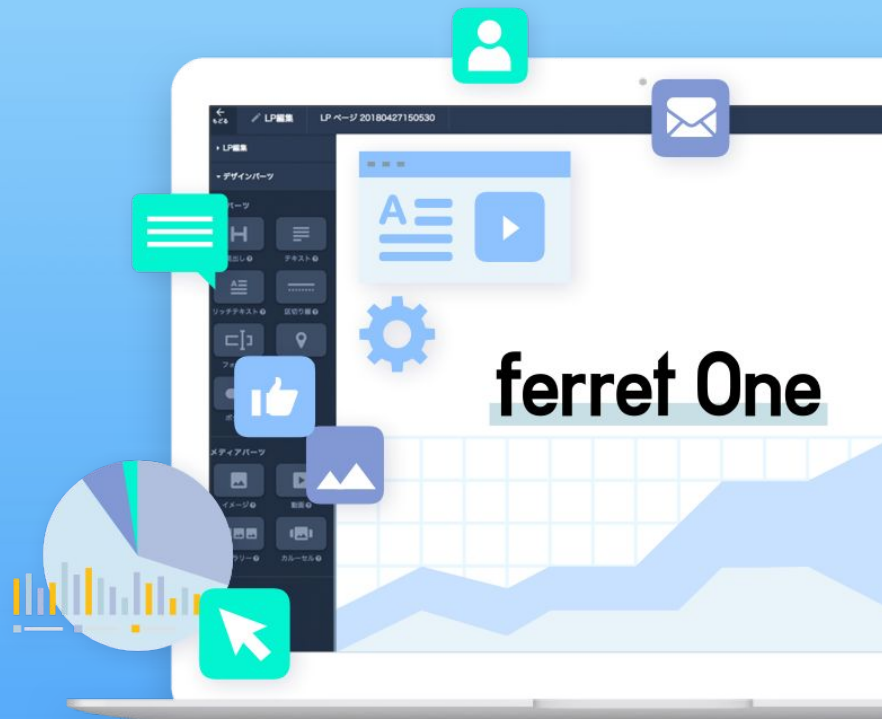 もどる
LP編集
LP ページ 20180427150530
LP編集
デザインパーツ
パーツ
テキスト
リッチテキスト
区切り線
メディアパーツ
イメージ
動画
カルーセル
A
ferret One